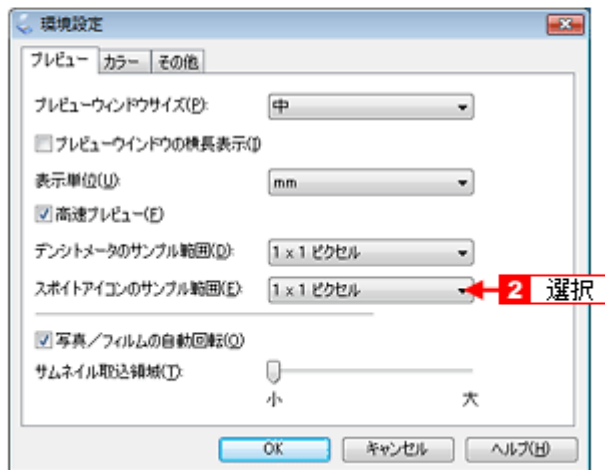 環境設定
プレビュー カラー その他
プレビューウィンドウサイズ(P): 中
プレビューウインドウの横長表示(I)
表示単位(U): mm
高速プレビュー(F)
デンシトメータのサンプル範囲(D): 1 x 1 ピクセル
スポイトアイコンのサンプル範囲(E): 1 x 1 ピクセル 2 選択
写真／フィルムの自動回転(O)
サムネイル取込領域(T):
小 大
OK キャンセル ヘルプ(H)